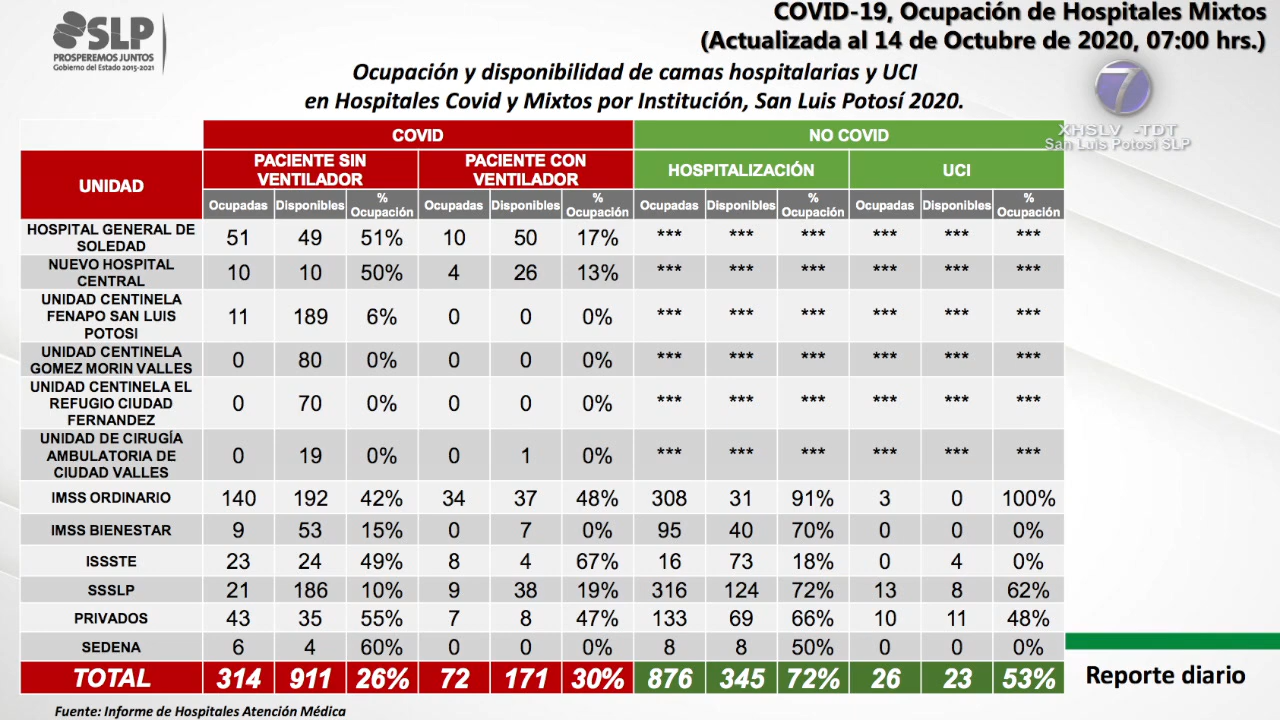 SLP
PROSPEREMOS JUNTOS
Gobierno del Estado 2015-2021
COVID-19, Ocupación de Hospitales Mixtos
(Actualizada al 14 de Octubre de 2020, 07:00 hrs.)
Ocupación y disponibilidad de camas hospitalarias y UCI
en Hospitales Covid y Mixtos por Institución, San Luis Potosí 2020.
7
XHSLV -TDT
San Luis Potosí SLP
UNIDAD
COVID
NO COVID
PACIENTE SIN
VENTILADOR
PACIENTE CON
VENTILADOR
HOSPITALIZACIÓN
UCI
Ocupadas Disponibles % Ocupación Ocupadas Disponibles % Ocupación Ocupadas Disponibles % Ocupación Ocupadas Disponibles % Ocupación
HOSPITAL GENERAL DE
SOLEDAD
51 49 51% 10 50 17% *** *** *** *** *** ***
NUEVO HOSPITAL
CENTRAL
10 10 50% 4 26 13% *** *** *** *** *** ***
UNIDAD CENTINELA
FENAPO SAN LUIS
POTOSI
11 189 6% 0 0 0% *** *** *** *** *** ***
UNIDAD CENTINELA
GOMEZ MORIN VALLES
0 80 0% 0 0 0% *** *** *** *** *** ***
UNIDAD CENTINELA EL
REFUGIO CIUDAD
FERNANDEZ
0 70 0% 0 0 0% *** *** *** *** *** ***
UNIDAD DE CIRUGÍA
AMBULATORIA DE
CIUDAD VALLES
0 19 0% 0 1 0% *** *** *** *** *** ***
IMSS ORDINARIO 140 192 42% 34 37 48% 308 31 91% 3 0 100%
IMSS BIENESTAR 9 53 15% 0 7 0% 95 40 70% 0 0 0%
ISSSTE 23 24 49% 8 4 67% 16 73 18% 0 4 0%
SSSLP 21 186 10% 9 38 19% 316 124 72% 13 8 62%
PRIVADOS 43 35 55% 7 8 47% 133 69 66% 10 11 48%
SEDENA 6 4 60% 0 0 0% 8 8 50% 0 0 0%
TOTAL 314 911 26% 72 171 30% 876 345 72% 26 23 53%
Reporte diario
Fuente: Informe de Hospitales Atención Médica